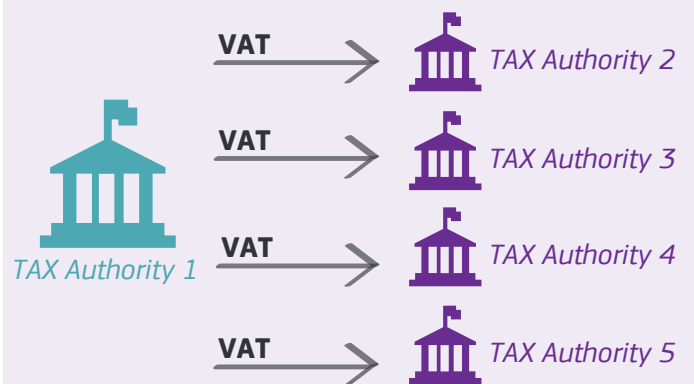 VAT
TAX Authority 2
VAT
TAX Authority 3
TAX Authority 1
VAT
TAX Authority 4
VAT
TAX Authority 5